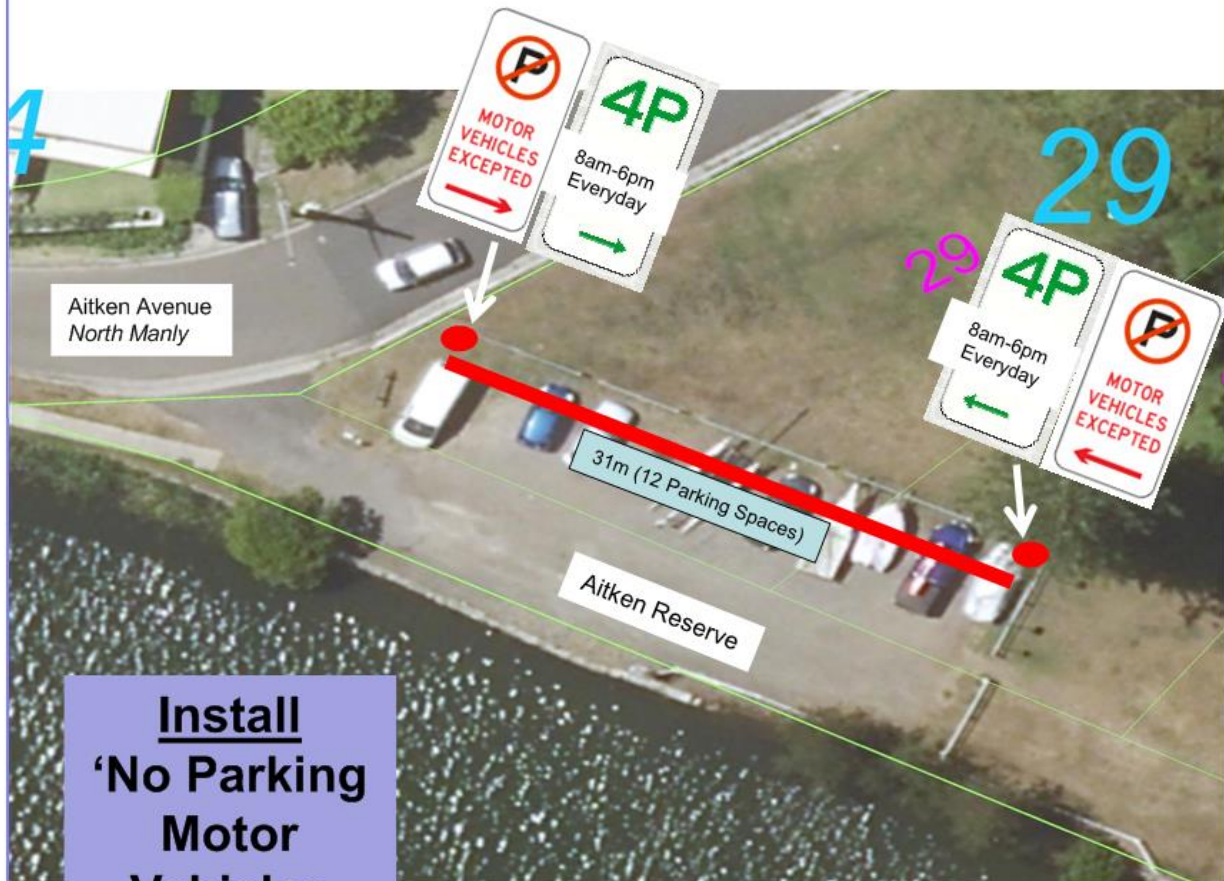 4
P
MOTOR
VEHICLES
EXCEPTED
4P
8am-6pm
Everyday
29
29
4P
8am-6pm
Everyday
P
MOTOR
VEHICLES
EXCEPTED
Aitken Avenue
North Manly
31m (12 Parking Spaces)
Aitken Reserve
Install
‘No Parking
Motor